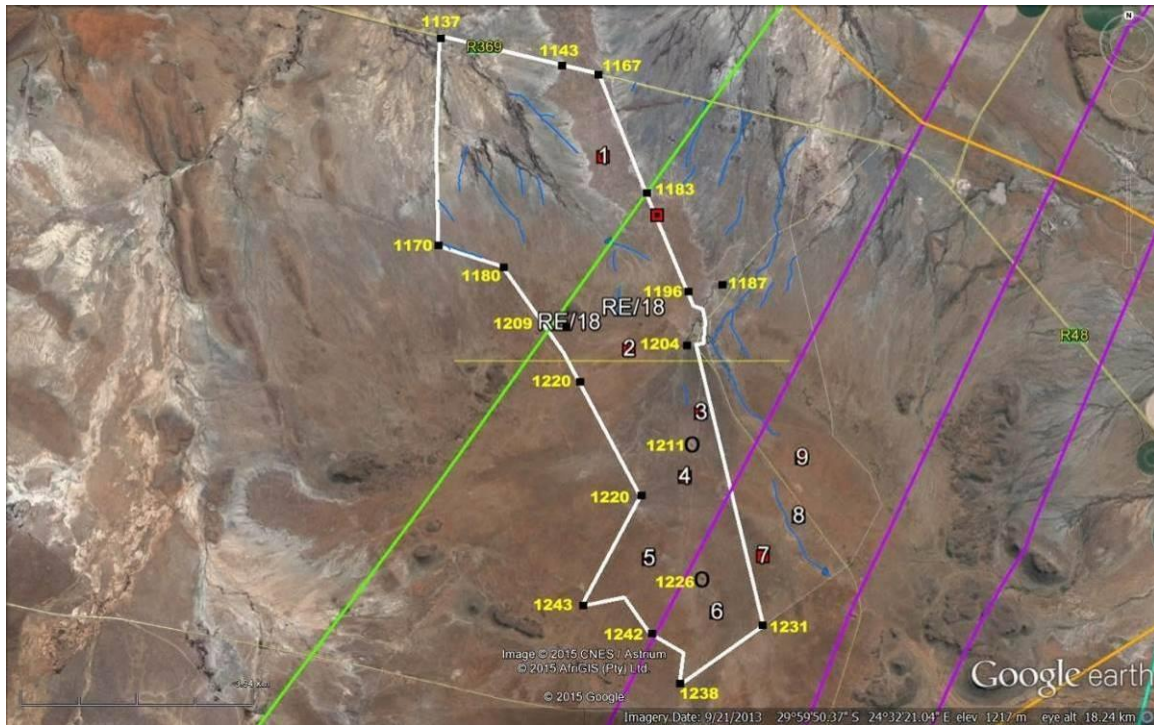 1137
N
R369
1143
1167
1
1183
1170
1180
1196
1187
1209
RE/18
RE/18
2
1204
R48
1220
3
1211
9
4
1220
8
5
7
1226
6
1243
1242
1231
Image © 2015 CNES / Astrium
© 2015 AfriGIS (Pty) Ltd.
1238
© 2015 Google
Google earth
Imagery Date: 9/21/2013 29°59'50.37" S 24°32'21.04" E elev 1217 m eye alt 18.24 km